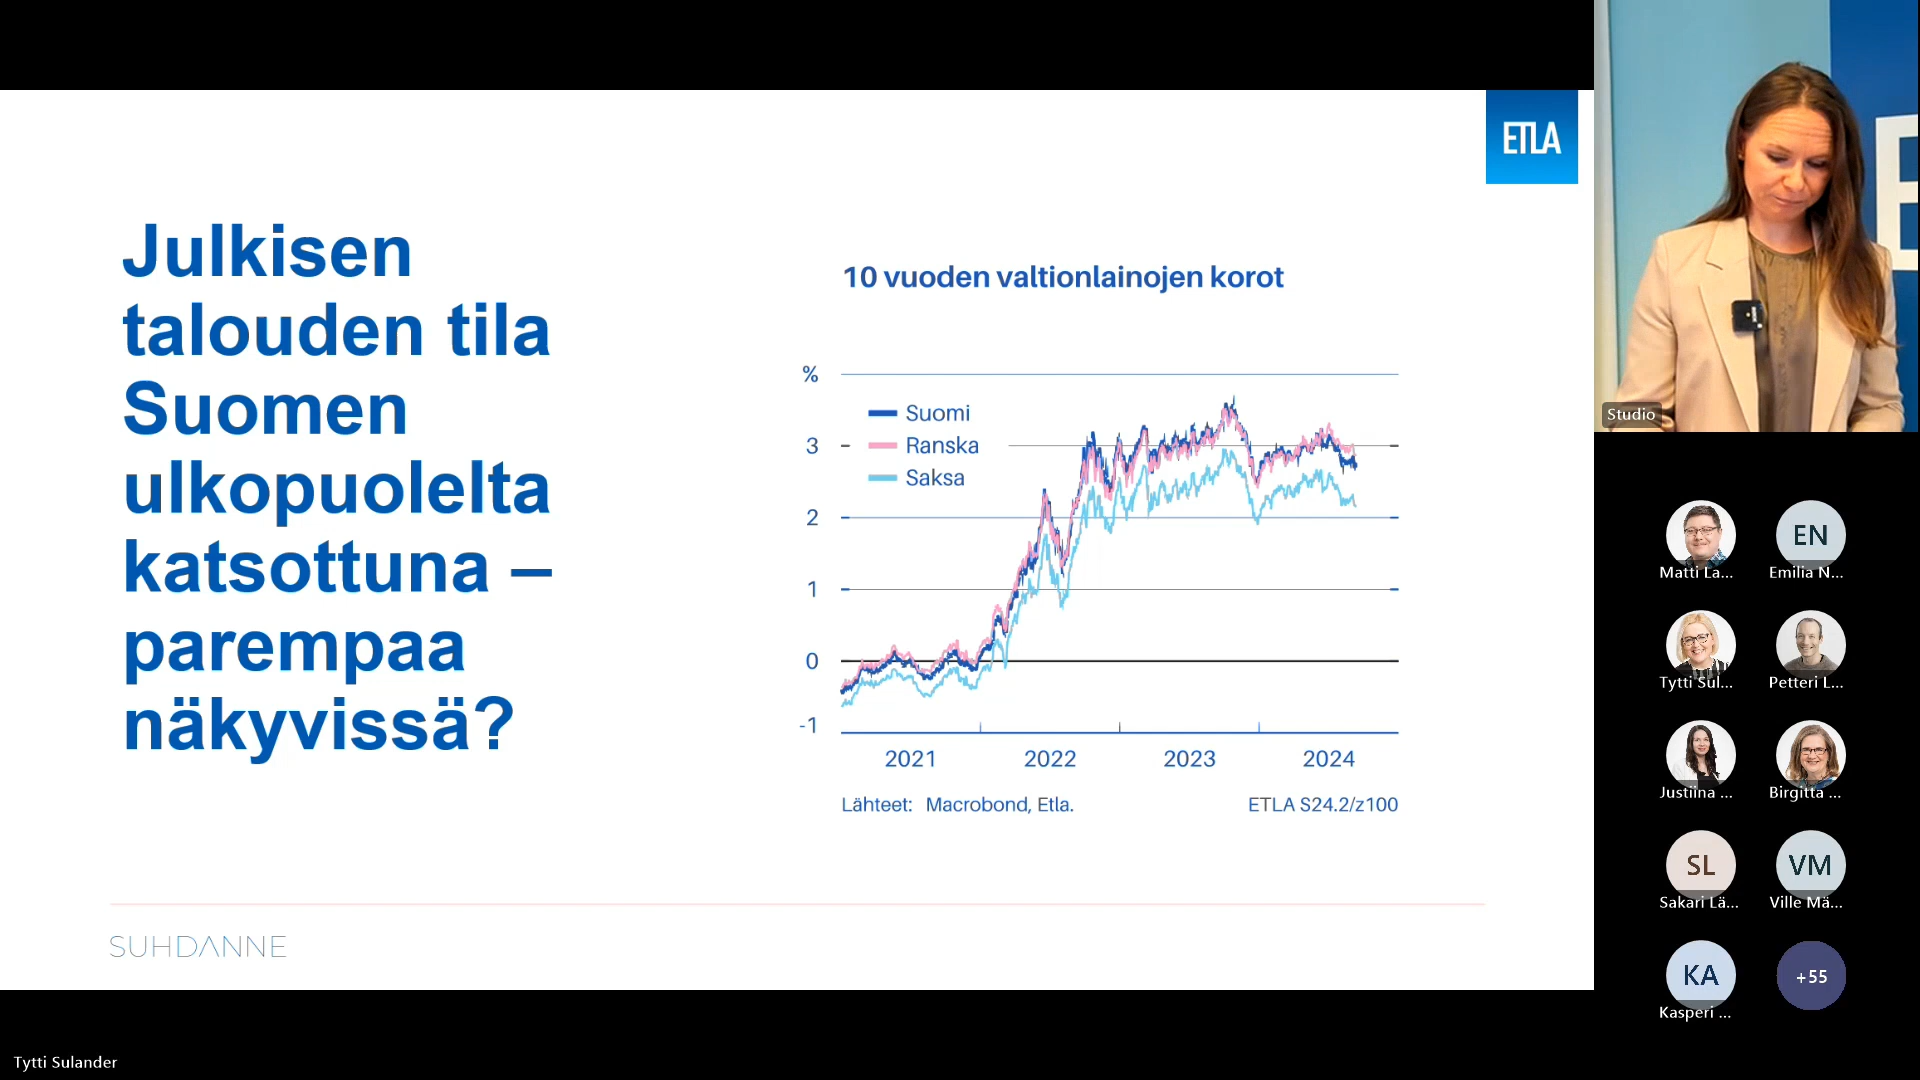 ETLA
Julkisen
talouden tila
Suomen
ulkopuolelta
katsottuna –
parempaa
näkyvissä?
10 vuoden valtionlainojen korot
%
Suomi
Ranska
Saksa
3
2
1
0
-1
2021
2022
2023
2024
Lähteet: Macrobond, Etla.
ETLA S24.2/z100
SUHDANNE
Tytti Sulander
E
Studio
Matti La...
EN
Emilia N...
Tytti Sul...
Petteri L...
Justiina ...
Birgitta ...
SL
Sakari Lä...
VM
Ville Mä...
KA
Kasperi ...
+55